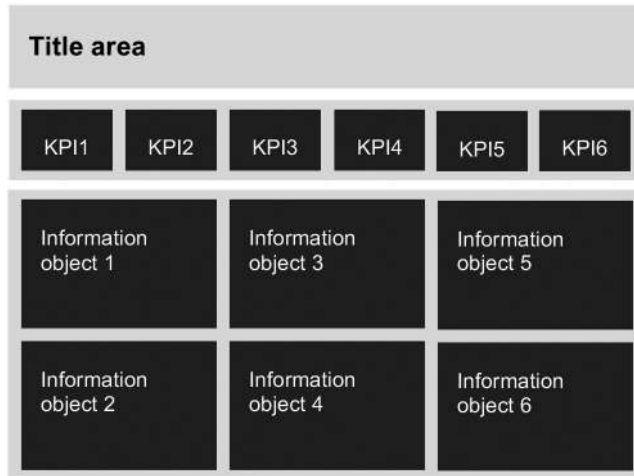 Title area
KPI1 KPI2 KPI3 KPI4 KPI5 KPI6
Information
object 1
Information
object 3
Information
object 5
Information
object 2
Information
object 4
Information
object 6